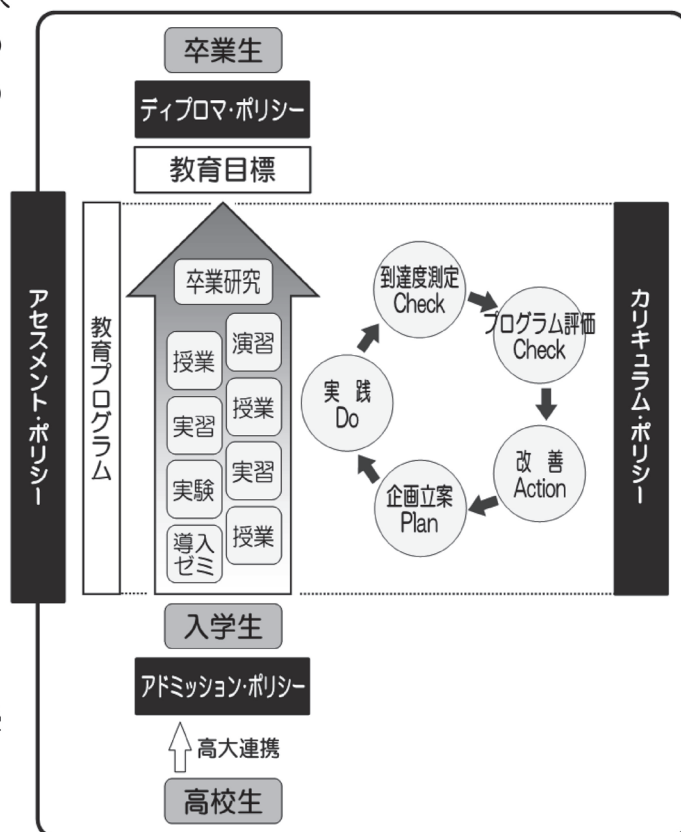 卒業生
ディプロマ・ポリシー
教育目標
アセスメント・ポリシー
教育プログラム
卒業研究
授業
演習
実習
授業
実験
実習
導入
ゼミ
授業
到達度測定
Check
プログラム評価
Check
実践
Do
改善
Action
企画立案
Plan
カリキュラム・ポリシー
入学生
アドミッション・ポリシー
高大連携
高校生